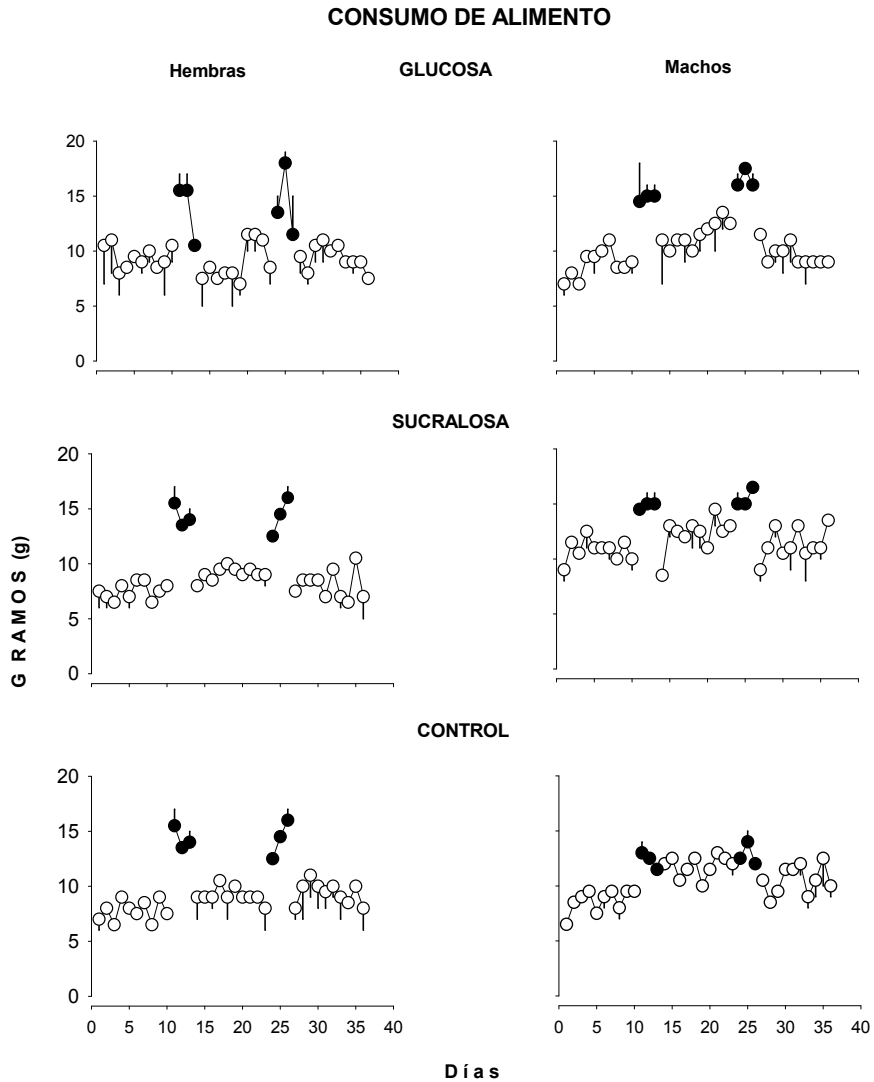 CONSUMO DE ALIMENTO
Hembras GLUCOSA Machos
20
15
10
5
0
SUCRALOSA
20
15
10
5
0
G R A M O S (g)
CONTROL
20
15
10
5
0
0 5 10 15 20 25 30 35 40 0 5 10 15 20 25 30 35 40
D í a s